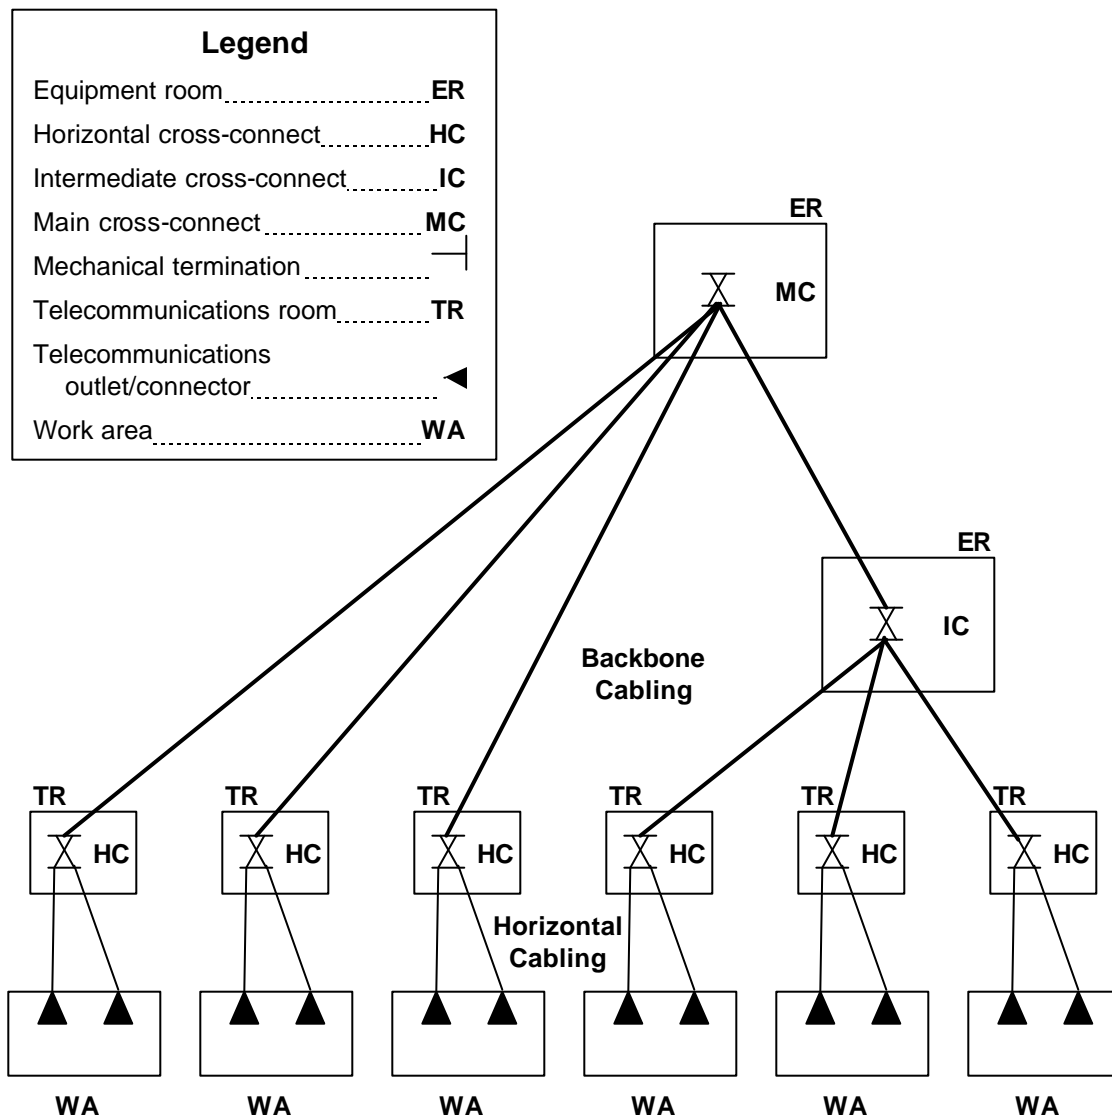 Legend
Equipment room ER
Horizontal cross-connect HC
Intermediate cross-connect IC
Main cross-connect MC
Mechanical termination
Telecommunications room TR
Telecommunications
outlet/connector
Work area WA
ER
MC
ER
IC
Backbone
Cabling
TR TR TR TR TR TR
HC HC HC HC HC HC
Horizontal
Cabling
WA WA WA WA WA WA